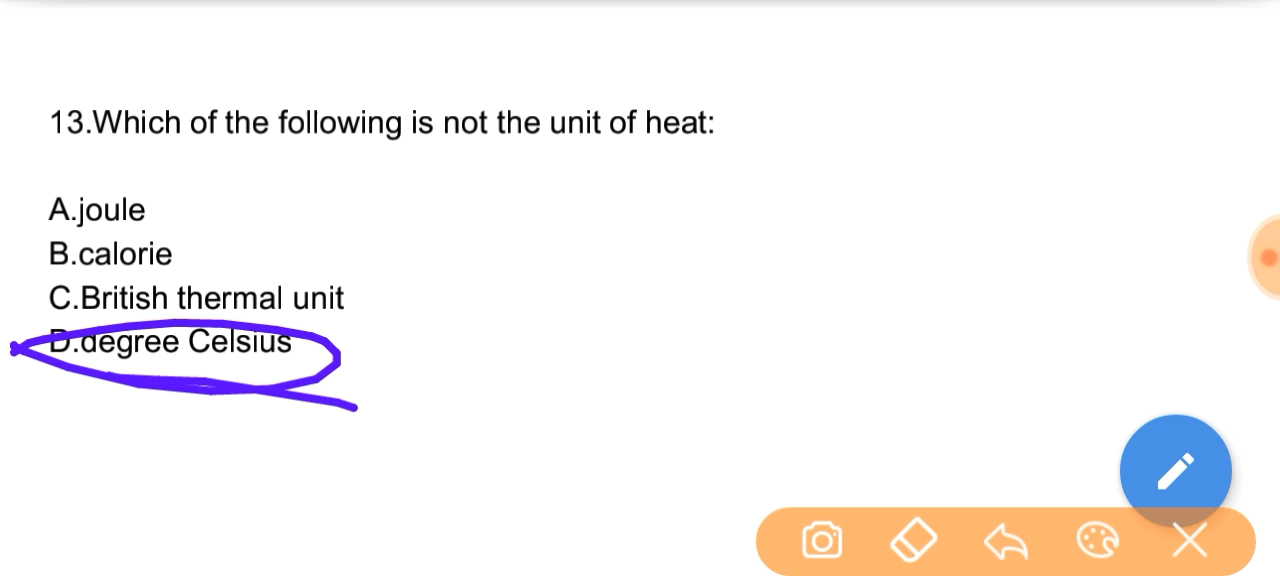 13.Which of the following is not the unit of heat:
A.joule
B.calorie
C.British thermal unit
D.degree Celsius